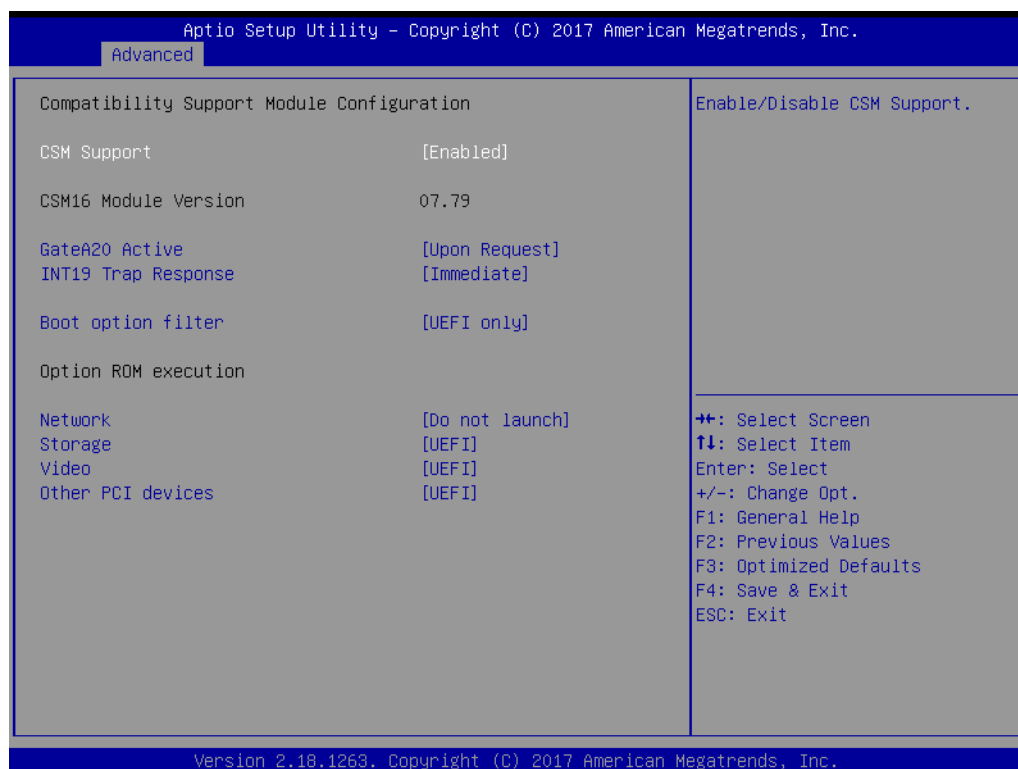 Aptio Setup Utility – Copyright (C) 2017 American Megatrends, Inc.
Advanced
Compatibility Support Module Configuration
CSM Support [Enabled]
CSM16 Module Version 07.79
GateA20 Active [Upon Request]
INT19 Trap Response [Immediate]
Boot option filter [UEFI only]
Option ROM execution
Network [Do not launch]
Storage [UEFI]
Video [UEFI]
Other PCI devices [UEFI]
Enable/Disable CSM Support.
→←: Select Screen
↑↓: Select Item
Enter: Select
+/-: Change Opt.
F1: General Help
F2: Previous Values
F3: Optimized Defaults
F4: Save & Exit
ESC: Exit
Version 2.18.1263. Copyright (C) 2017 American Megatrends, Inc.